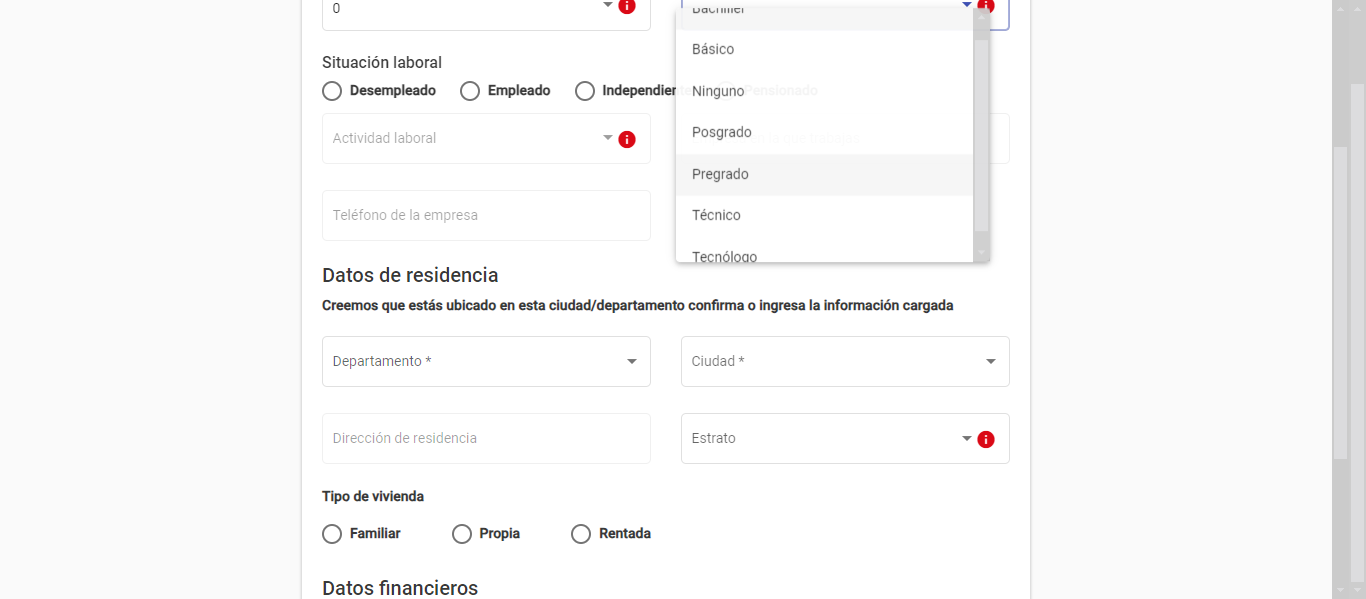 0
Bachiller
Básico
Situación laboral
Desempleado Empleado Independient Pensionado
Ninguno
Posgrado
Actividad laboral
Pregrado
Técnico
Teléfono de la empresa
Tecnólogo
Datos de residencia
Creemos que estás ubicado en esta ciudad/departamento confirma o ingresa la información cargada
Departamento * Ciudad *
Dirección de residencia Estrato
Tipo de vivienda
Familiar Propia Rentada
Datos financieros